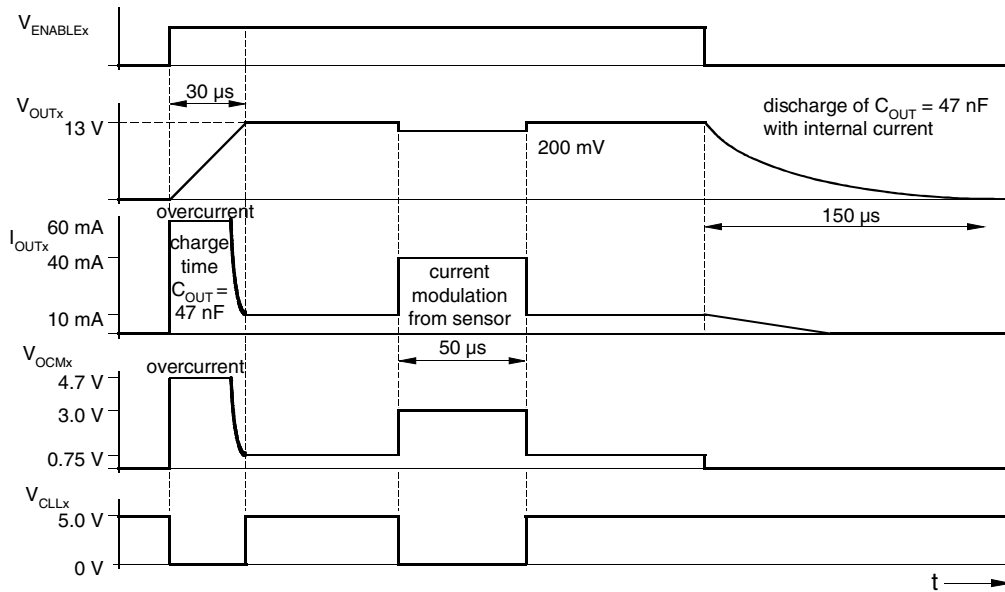 VENABLEx
30 µs
VOUTx
13 V
200 mV
discharge of COUT = 47 nF
with internal current
150 µs
overcurrent
60 mA
IOUTx
40 mA
10 mA
charge
time
COUT =
47 nF
current
modulation
from sensor
50 µs
VOCMx
overcurrent
4.7 V
3.0 V
0.75 V
VCLLx
5.0 V
0 V
t